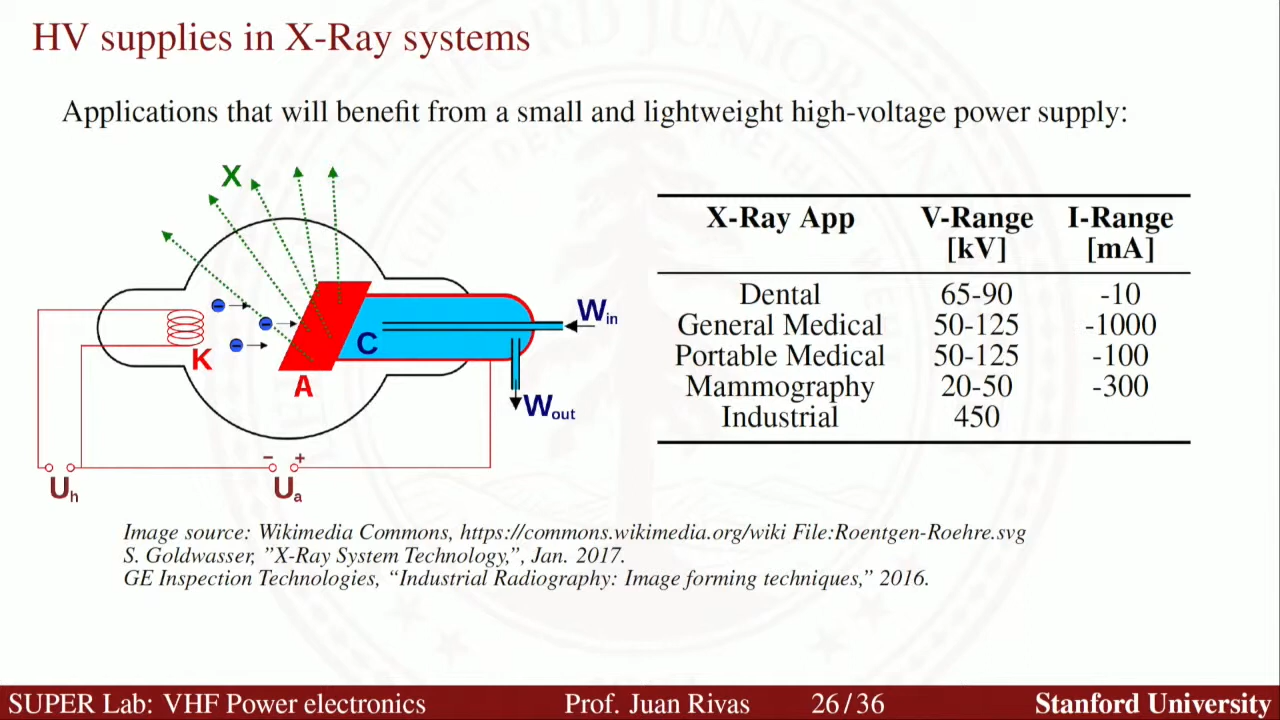 HV supplies in X-Ray systems
Applications that will benefit from a small and lightweight high-voltage power supply:
X
K
A
C
W_in
W_out
− +
U_h
U_a
X-Ray App V-Range I-Range
[kV] [mA]
Dental 65-90 -10
General Medical 50-125 -1000
Portable Medical 50-125 -100
Mammography 20-50 -300
Industrial 450
Image source: Wikimedia Commons, https://commons.wikimedia.org/wiki File:Roentgen-Roehre.svg
S. Goldwasser, ”X-Ray System Technology,”, Jan. 2017.
GE Inspection Technologies, “Industrial Radiography: Image forming techniques,” 2016.
SUPER Lab: VHF Power electronics Prof. Juan Rivas 26 / 36 Stanford University